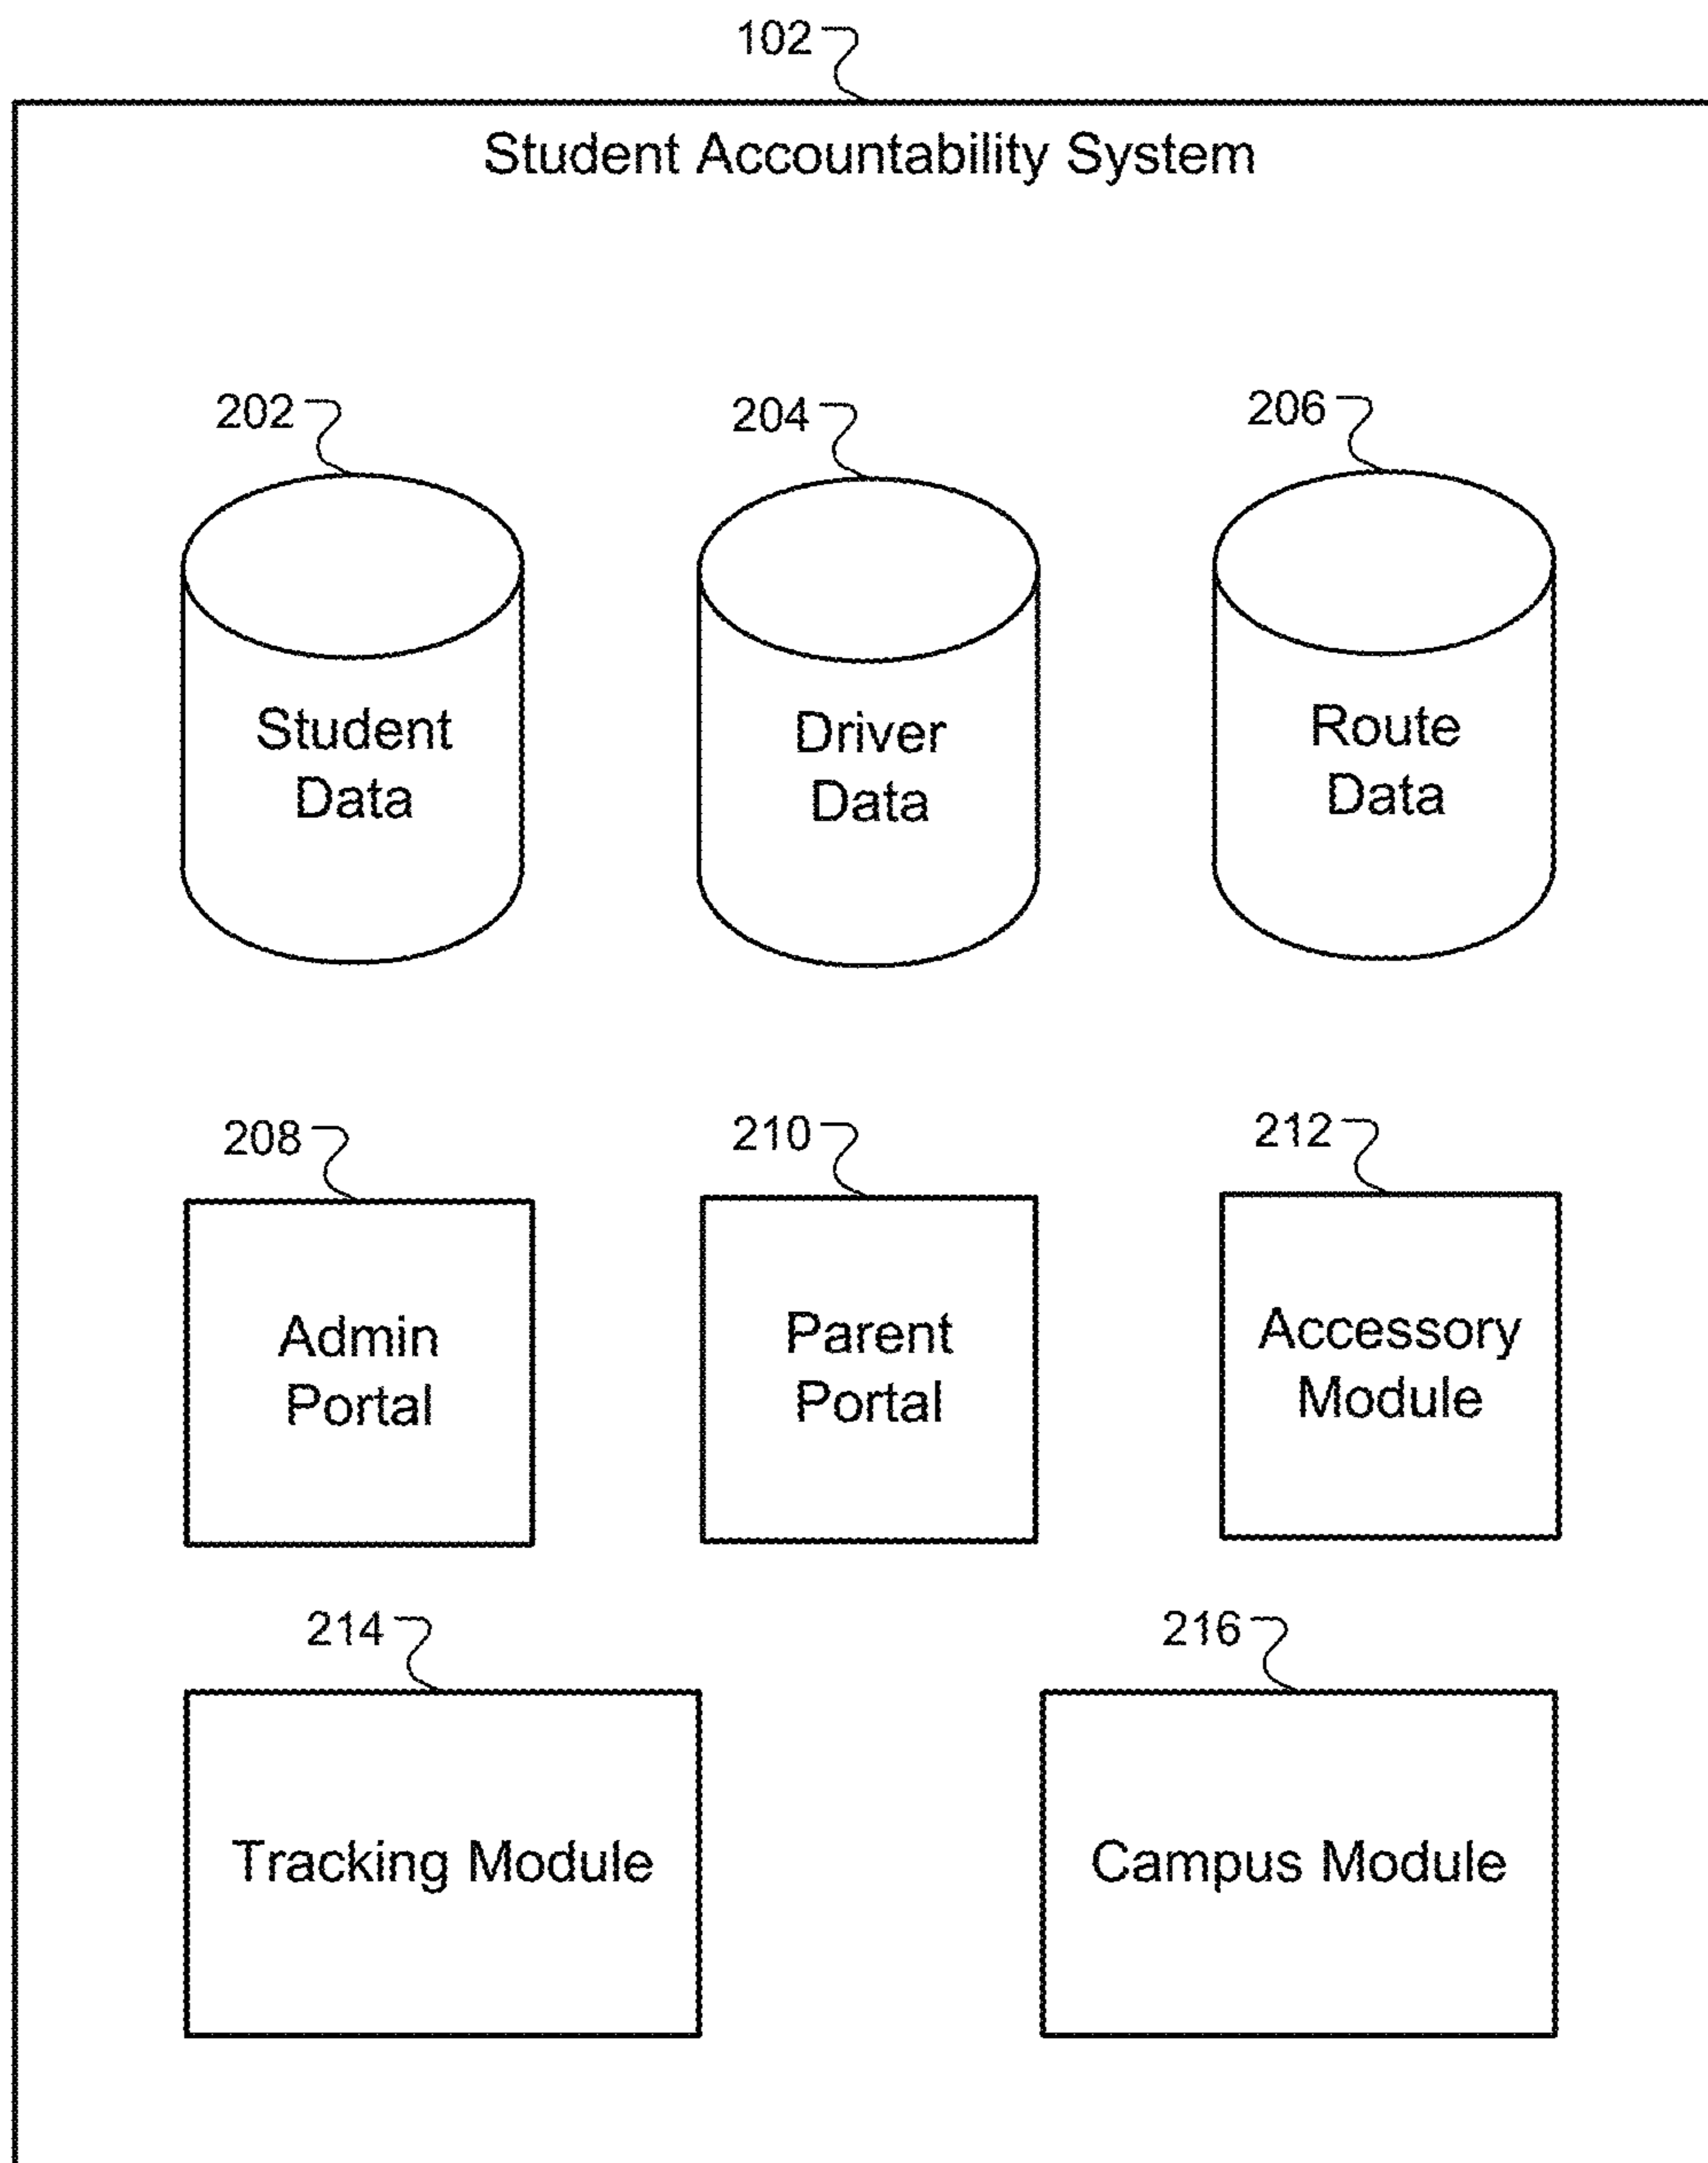 102
Student Accountability System
202
204
206
Student
Data
Driver
Data
Route
Data
208
210
212
Admin
Portal
Parent
Portal
Accessory
Module
214
216
Tracking Module
Campus Module